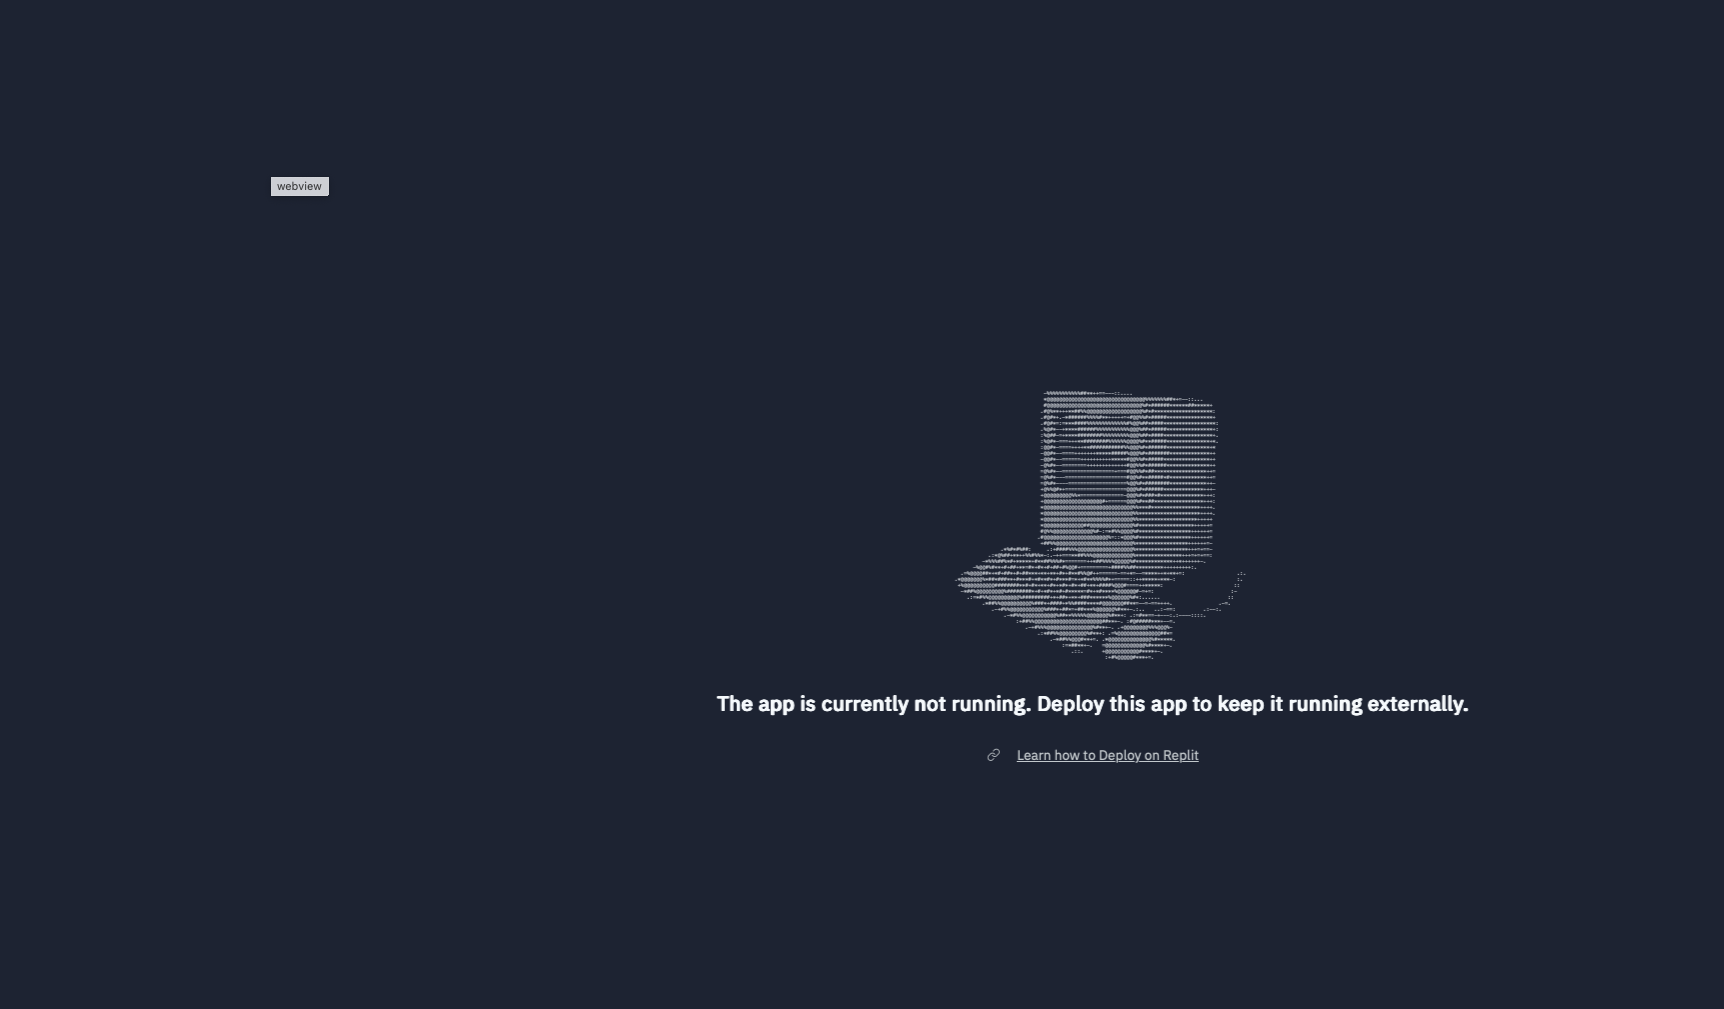 webview
The app is currently not running. Deploy this app to keep it running externally.
Learn how to Deploy on Replit